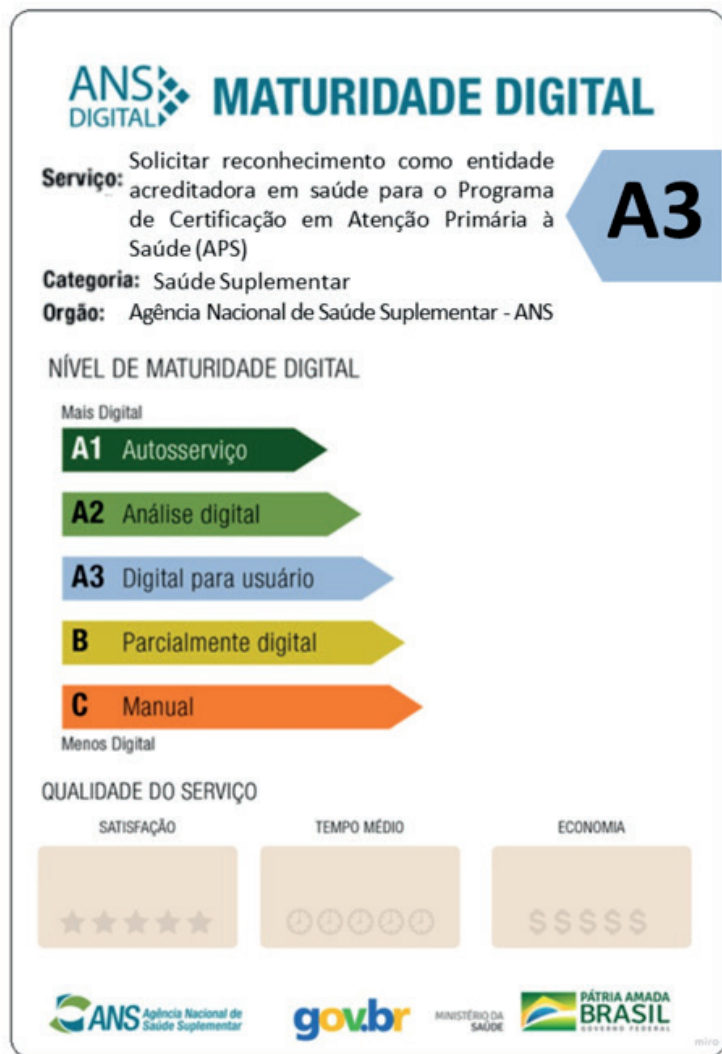 ANS
DIGITAL
MATURIDADE DIGITAL
Serviço: Solicitar reconhecimento como entidade
acreditadora em saúde para o Programa
de Certificação em Atenção Primária à
Saúde (APS)
A3
Categoria: Saúde Suplementar
Orgão: Agência Nacional de Saúde Suplementar - ANS
NÍVEL DE MATURIDADE DIGITAL
Mais Digital
A1 Autosserviço
A2 Análise digital
A3 Digital para usuário
B Parcialmente digital
C Manual
Menos Digital
QUALIDADE DO SERVIÇO
SATISFAÇÃO TEMPO MÉDIO ECONOMIA
$$$$$
ANS Agência Nacional de
Saúde Suplementar
gov.br
MINISTÉRIO DA
SAÚDE
PÁTRIA AMADA
BRASIL
GOVERNO FEDERAL
miro